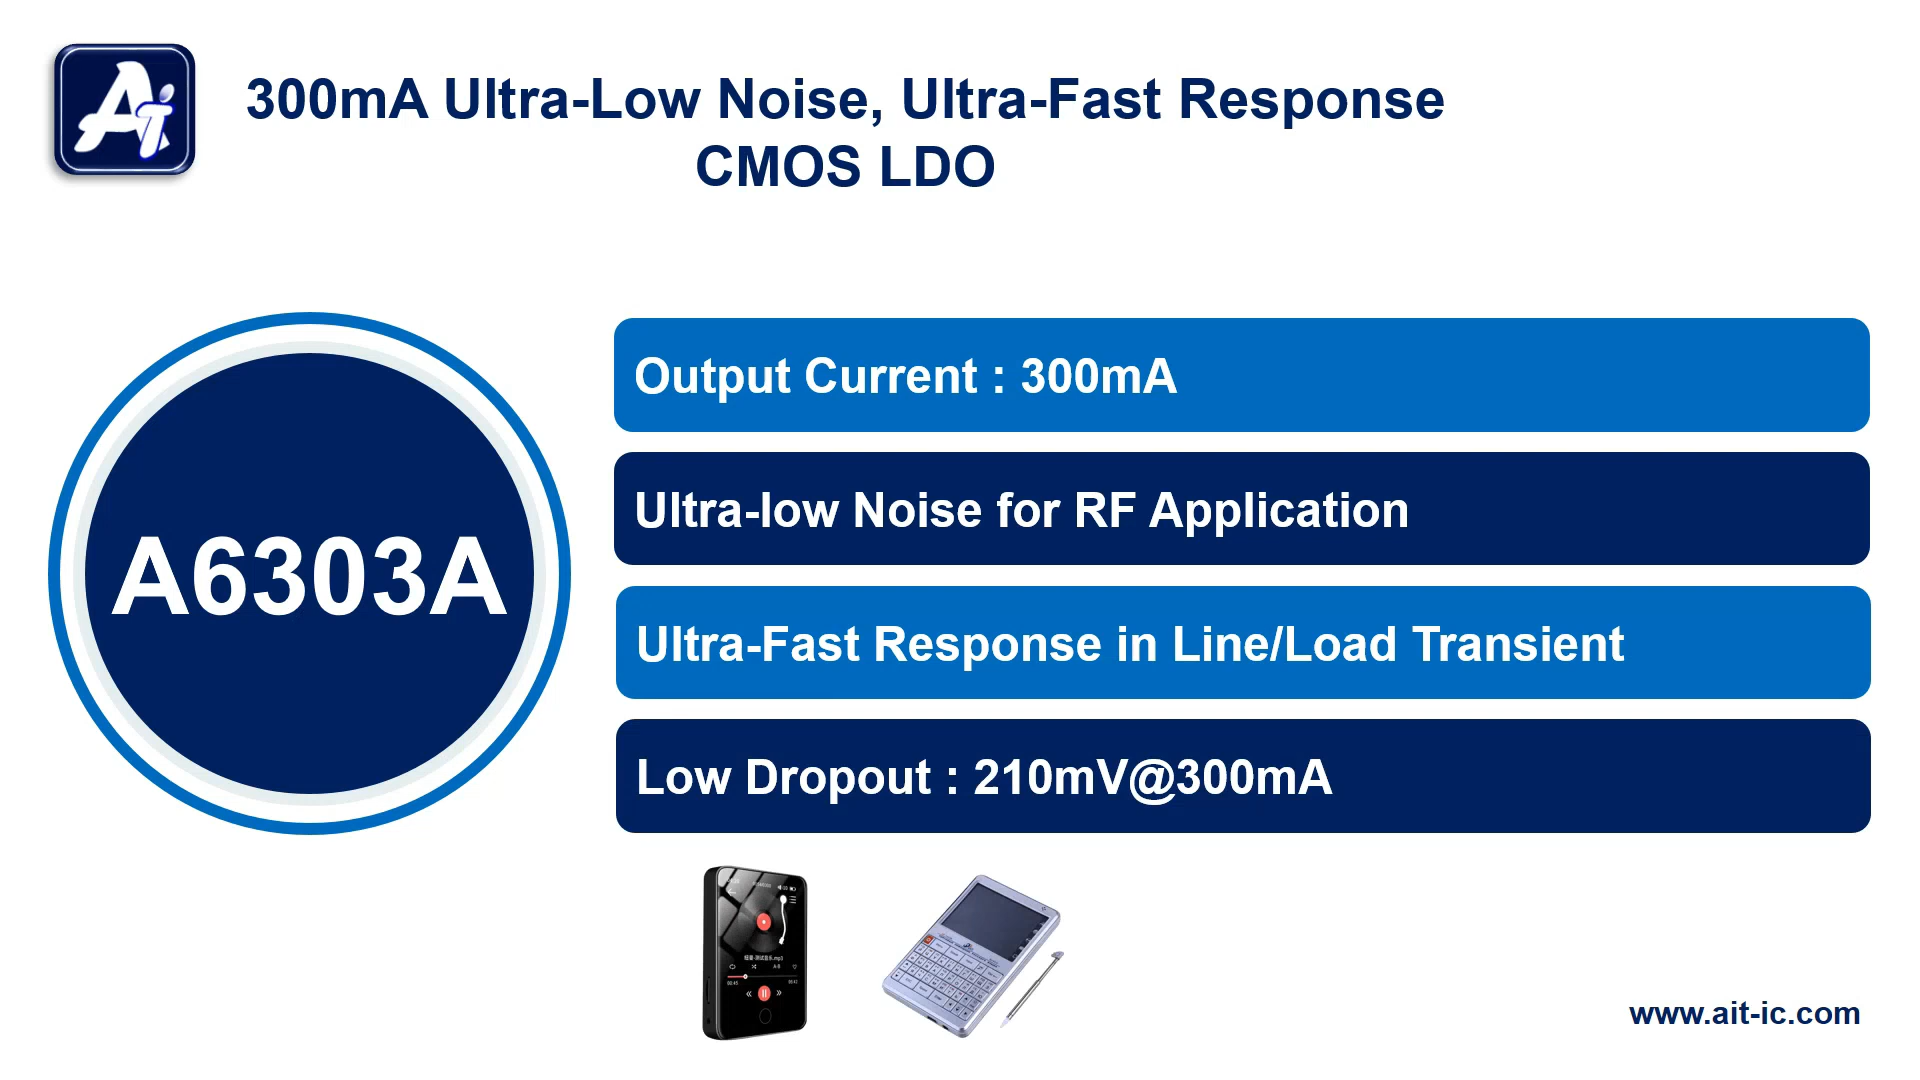 Ai
300mA Ultra-Low Noise, Ultra-Fast Response
CMOS LDO
A6303A
Output Current : 300mA
Ultra-low Noise for RF Application
Ultra-Fast Response in Line/Load Transient
Low Dropout : 210mV@300mA
www.ait-ic.com